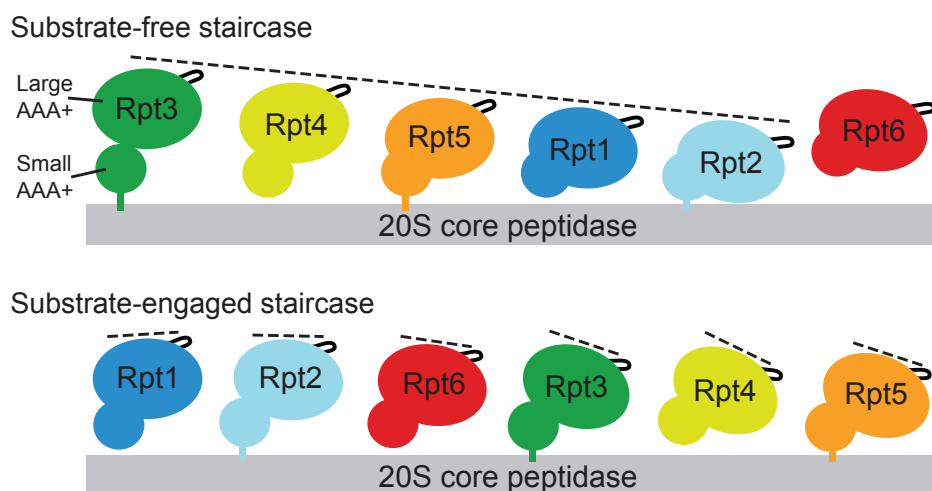 Substrate-free staircase
Large
AAA+
Small
AAA+
Rpt3
Rpt4
Rpt5
Rpt1
Rpt2
Rpt6
20S core peptidase
Substrate-engaged staircase
Rpt1
Rpt2
Rpt6
Rpt3
Rpt4
Rpt5
20S core peptidase